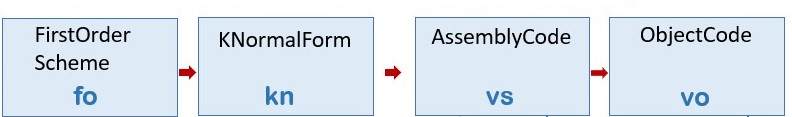 FirstOrder
Scheme
fo
KNormalForm
kn
AssemblyCode
vs
ObjectCode
vo